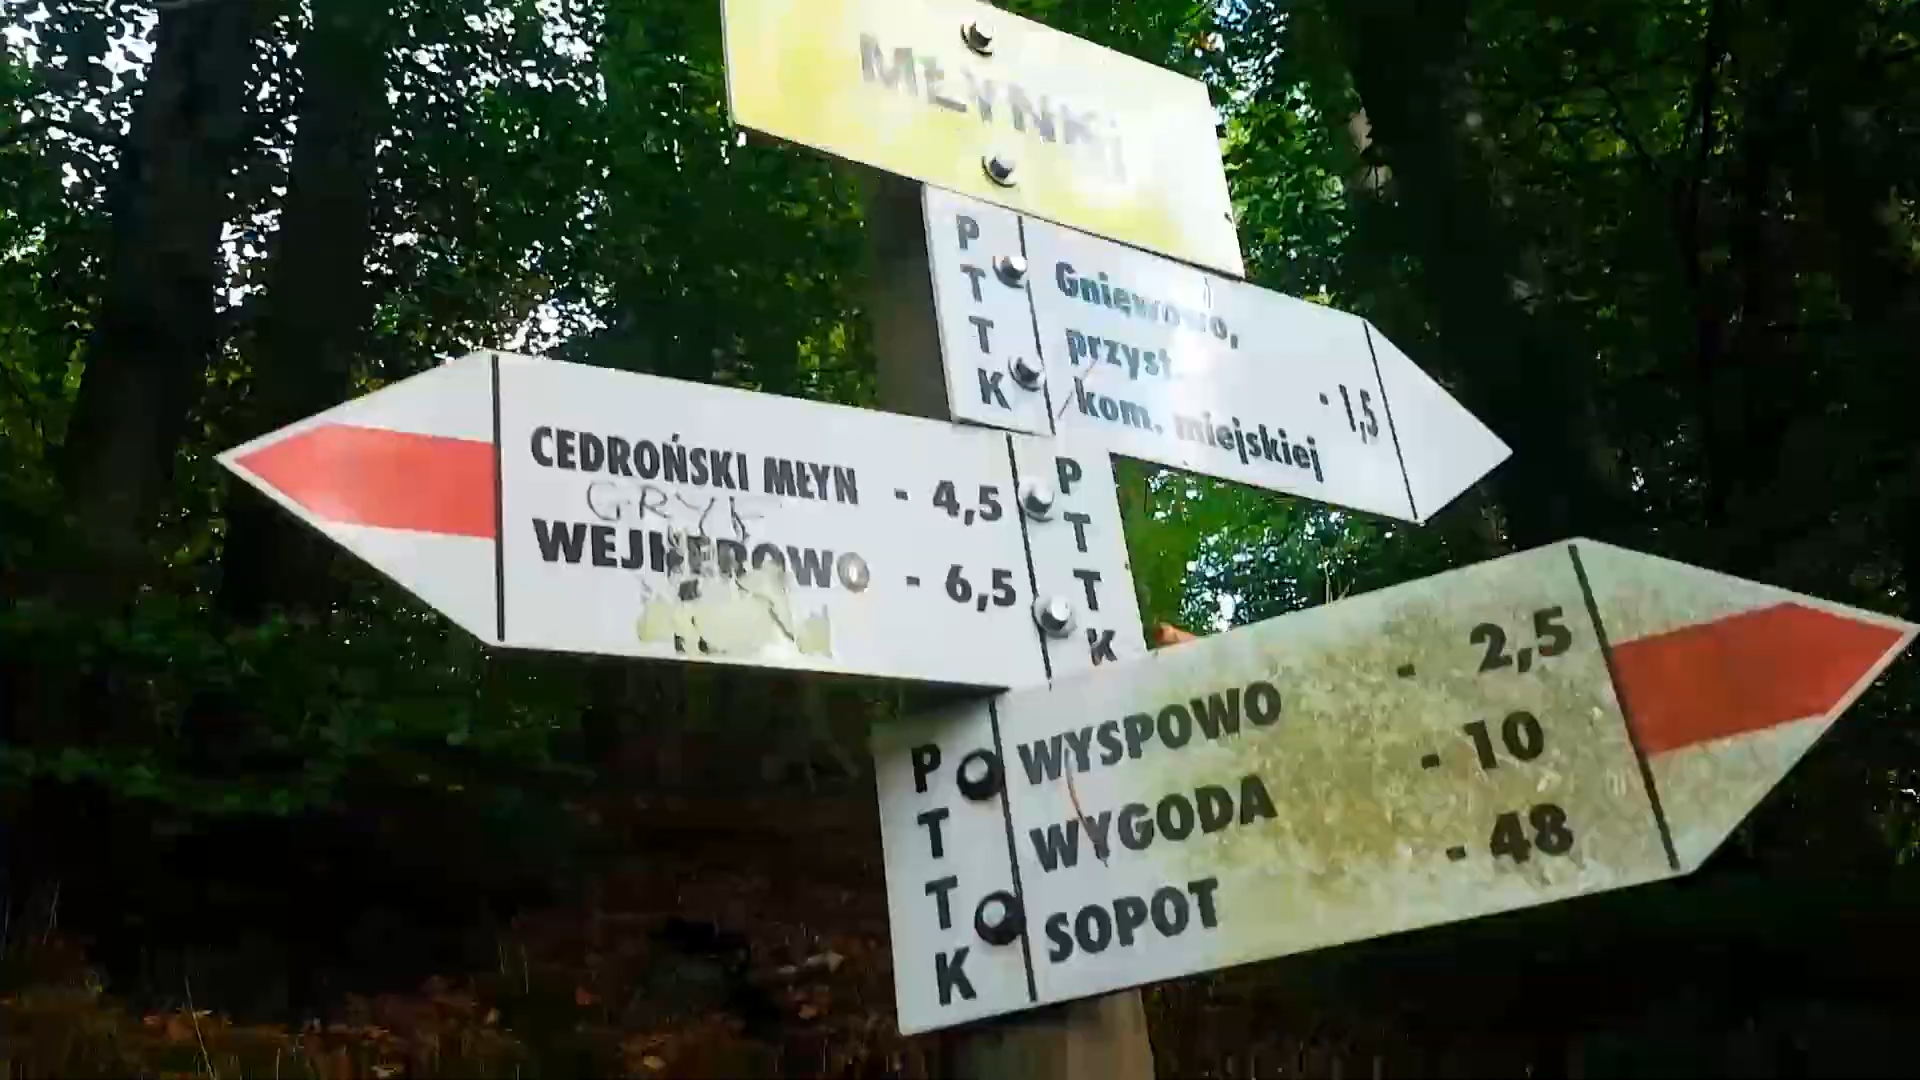 MŁYNKi
P
T
T
K
Gniewowo,
przyst.
kom. miejskiej - 1,5
CEDROŃSKI MŁYN - 4,5
GRYF
WEJHEROWO - 6,5
P
T
T
K
P
T
T
K
WYSPOWO - 2,5
WYGODA - 10
SOPOT - 48